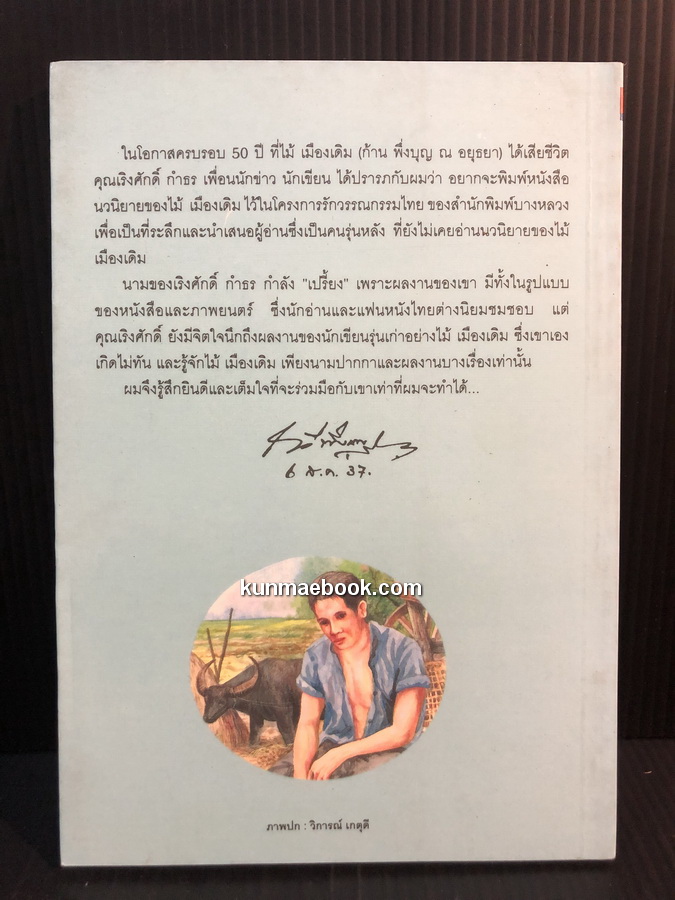 ในโอกาสครบรอบ 50 ปี ที่ไม้ เมืองเดิม (ก้าน พึ่งบุญ ณ อยุธยา) ได้เสียชีวิต
คุณเริงศักดิ์ กำธร เพื่อนนักข่าว นักเขียน ได้ปรารภกับผมว่า อยากจะพิมพ์หนังสือ
นวนิยายของไม้ เมืองเดิม ไว้ในโครงการรักวรรณกรรมไทย ของสำนักพิมพ์บางหลวง
เพื่อเป็นที่ระลึกและนำเสนอผู้อ่านซึ่งเป็นคนรุ่นหลัง ที่ยังไม่เคยอ่านนวนิยายของไม้
เมืองเดิม
นามของเริงศักดิ์ กำธร กำลัง "เปรี้ยง" เพราะผลงานของเขา มีทั้งในรูปแบบ
ของหนังสือและภาพยนตร์ ซึ่งนักอ่านและแฟนหนังไทยต่างนิยมชมชอบ แต่
คุณเริงศักดิ์ ยังมีจิตใจนึกถึงผลงานของนักเขียนรุ่นเก่าอย่างไม้ เมืองเดิม ซึ่งเขาเอง
เกิดไม่ทัน และรู้จักไม้ เมืองเดิม เพียงนามปากกาและผลงานบางเรื่องเท่านั้น
ผมจึงรู้สึกยินดีและเต็มใจที่จะร่วมมือกับเขาเท่าที่ผมจะทำได้...
6 ส.ค. 37.
kunmaebook.com
ภาพปก : วิการณ์ เกตุดี